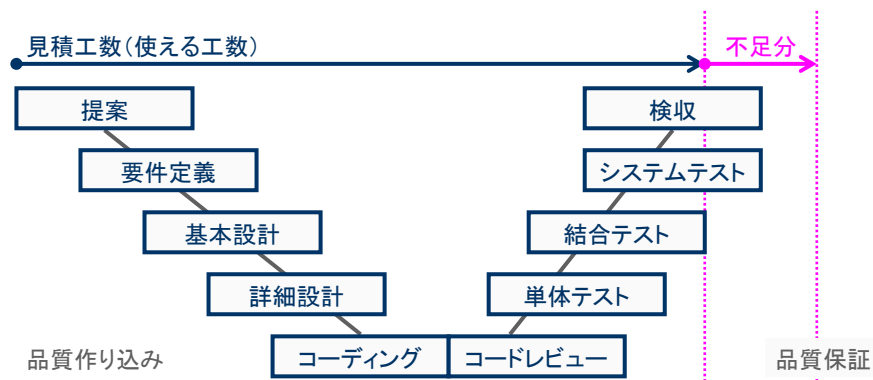 見積工数(使える工数)
不足分
提案
検収
要件定義
システムテスト
基本設計
結合テスト
詳細設計
単体テスト
品質作り込み
コーディング
コードレビュー
品質保証